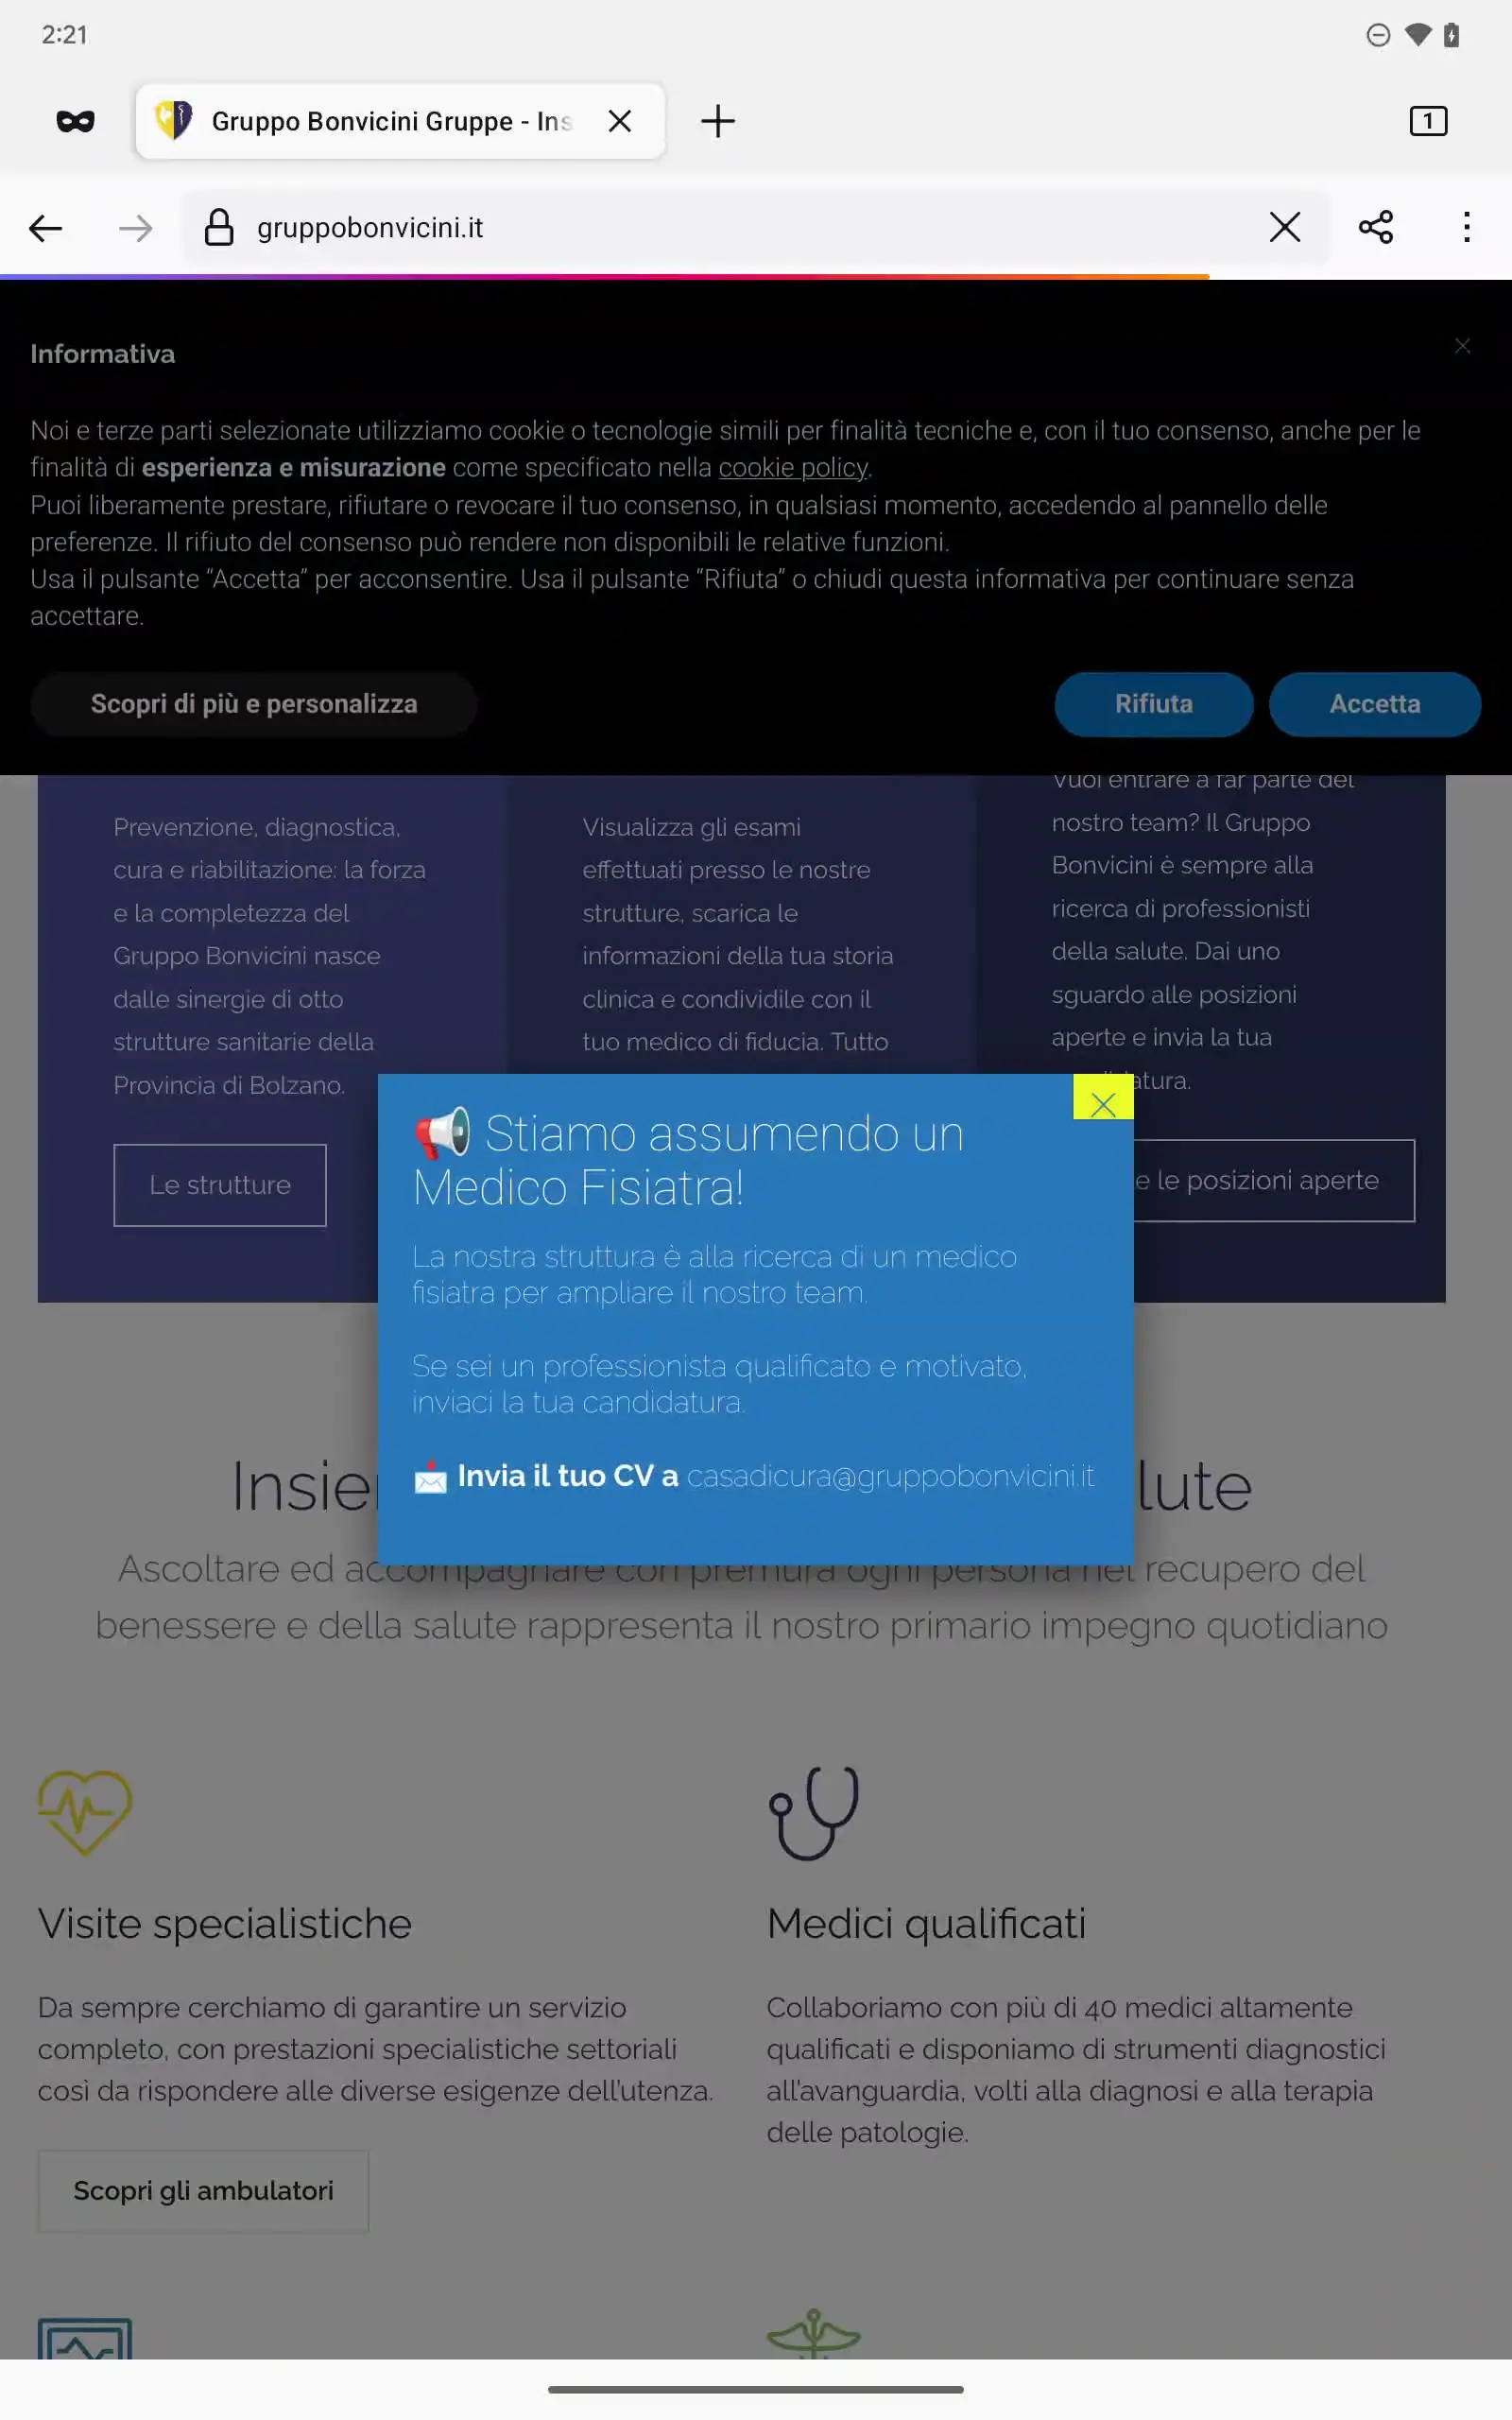 2:21
Gruppo Bonvicini Gruppe - Ins
1
gruppobonvicini.it
Informativa
Noi e terze parti selezionate utilizziamo cookie o tecnologie simili per finalità tecniche e, con il tuo consenso, anche per le
finalità di esperienza e misurazione come specificato nella cookie policy.
Puoi liberamente prestare, rifiutare o revocare il tuo consenso, in qualsiasi momento, accedendo al pannello delle
preferenze. Il rifiuto del consenso può rendere non disponibili le relative funzioni.
Usa il pulsante “Accetta” per acconsentire. Usa il pulsante “Rifiuta” o chiudi questa informativa per continuare senza
accettare.
Scopri di più e personalizza
Rifiuta
Accetta
Prevenzione, diagnostica,
cura e riabilitazione: la forza
e la completezza del
Gruppo Bonvicini nasce
dalle sinergie di otto
strutture sanitarie della
Provincia di Bolzano.
Le strutture
Visualizza gli esami
effettuati presso le nostre
strutture, scarica le
informazioni della tua storia
clinica e condividile con il
tuo medico di fiducia. Tutto
Vuoi entrare a far parte del
nostro team? Il Gruppo
Bonvicini è sempre alla
ricerca di professionisti
della salute. Dai uno
sguardo alle posizioni
aperte e invia la tua
atura.
e le posizioni aperte
📢 Stiamo assumendo un
Medico Fisiatra!
La nostra struttura è alla ricerca di un medico
fisiatra per ampliare il nostro team.
Se sei un professionista qualificato e motivato,
inviaci la tua candidatura.
📩 Invia il tuo CV a casadicura@gruppobonvicini.it
Insie lute
Ascoltare ed accompagnare con premura ogni persona nel recupero del
benessere e della salute rappresenta il nostro primario impegno quotidiano
Visite specialistiche
Da sempre cerchiamo di garantire un servizio
completo, con prestazioni specialistiche settoriali
così da rispondere alle diverse esigenze dell'utenza.
Scopri gli ambulatori
Medici qualificati
Collaboriamo con più di 40 medici altamente
qualificati e disponiamo di strumenti diagnostici
all'avanguardia, volti alla diagnosi e alla terapia
delle patologie.